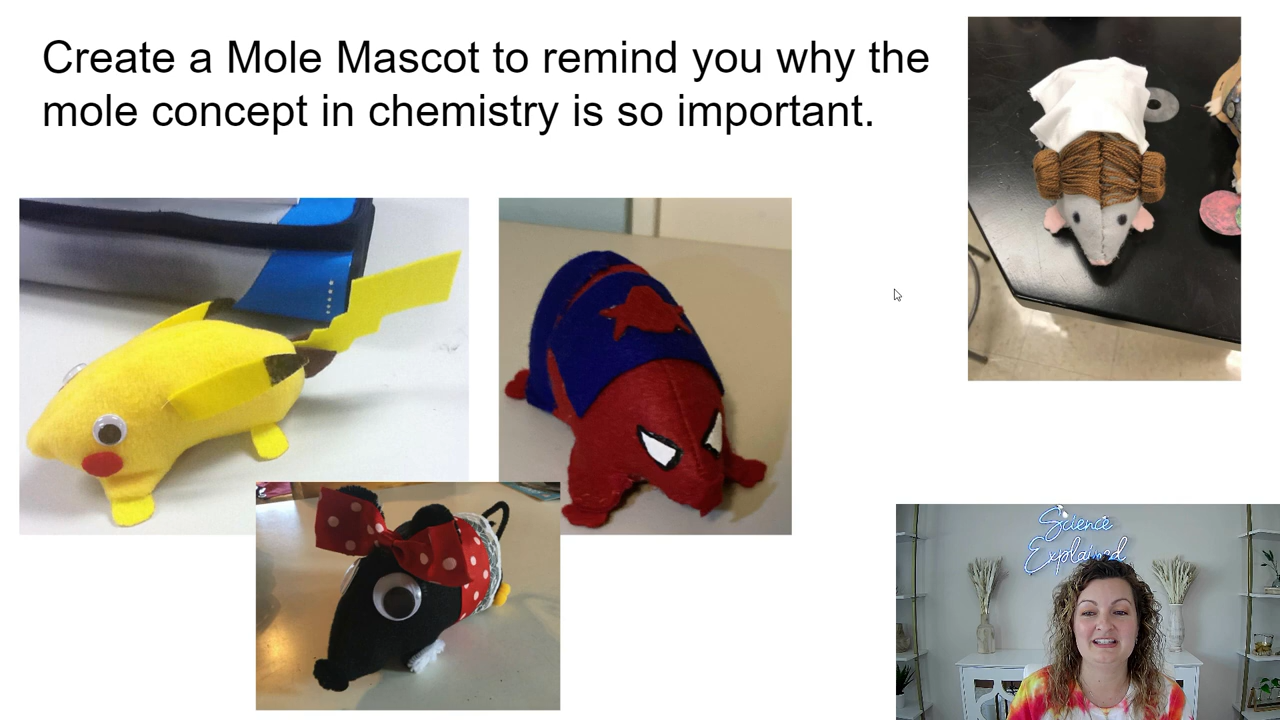 Create a Mole Mascot to remind you why the
mole concept in chemistry is so important.
Science
Explained